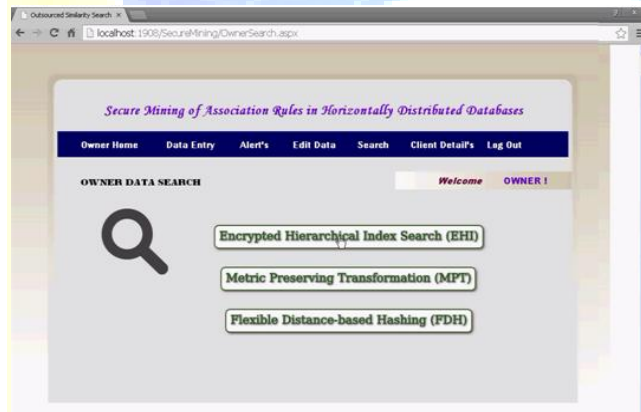 Outsourced Similarity Search
localhost:1908/SecureMining/OwnerSearch.aspx
Secure Mining of Association Rules in Horizontally Distributed Databases
Owner Home Data Entry Alert's Edit Data Search Client Detail's Log Out
OWNER DATA SEARCH Welcome OWNER !
Encrypted Hierarchical Index Search (EHI)
Metric Preserving Transformation (MPT)
Flexible Distance-based Hashing (FDH)